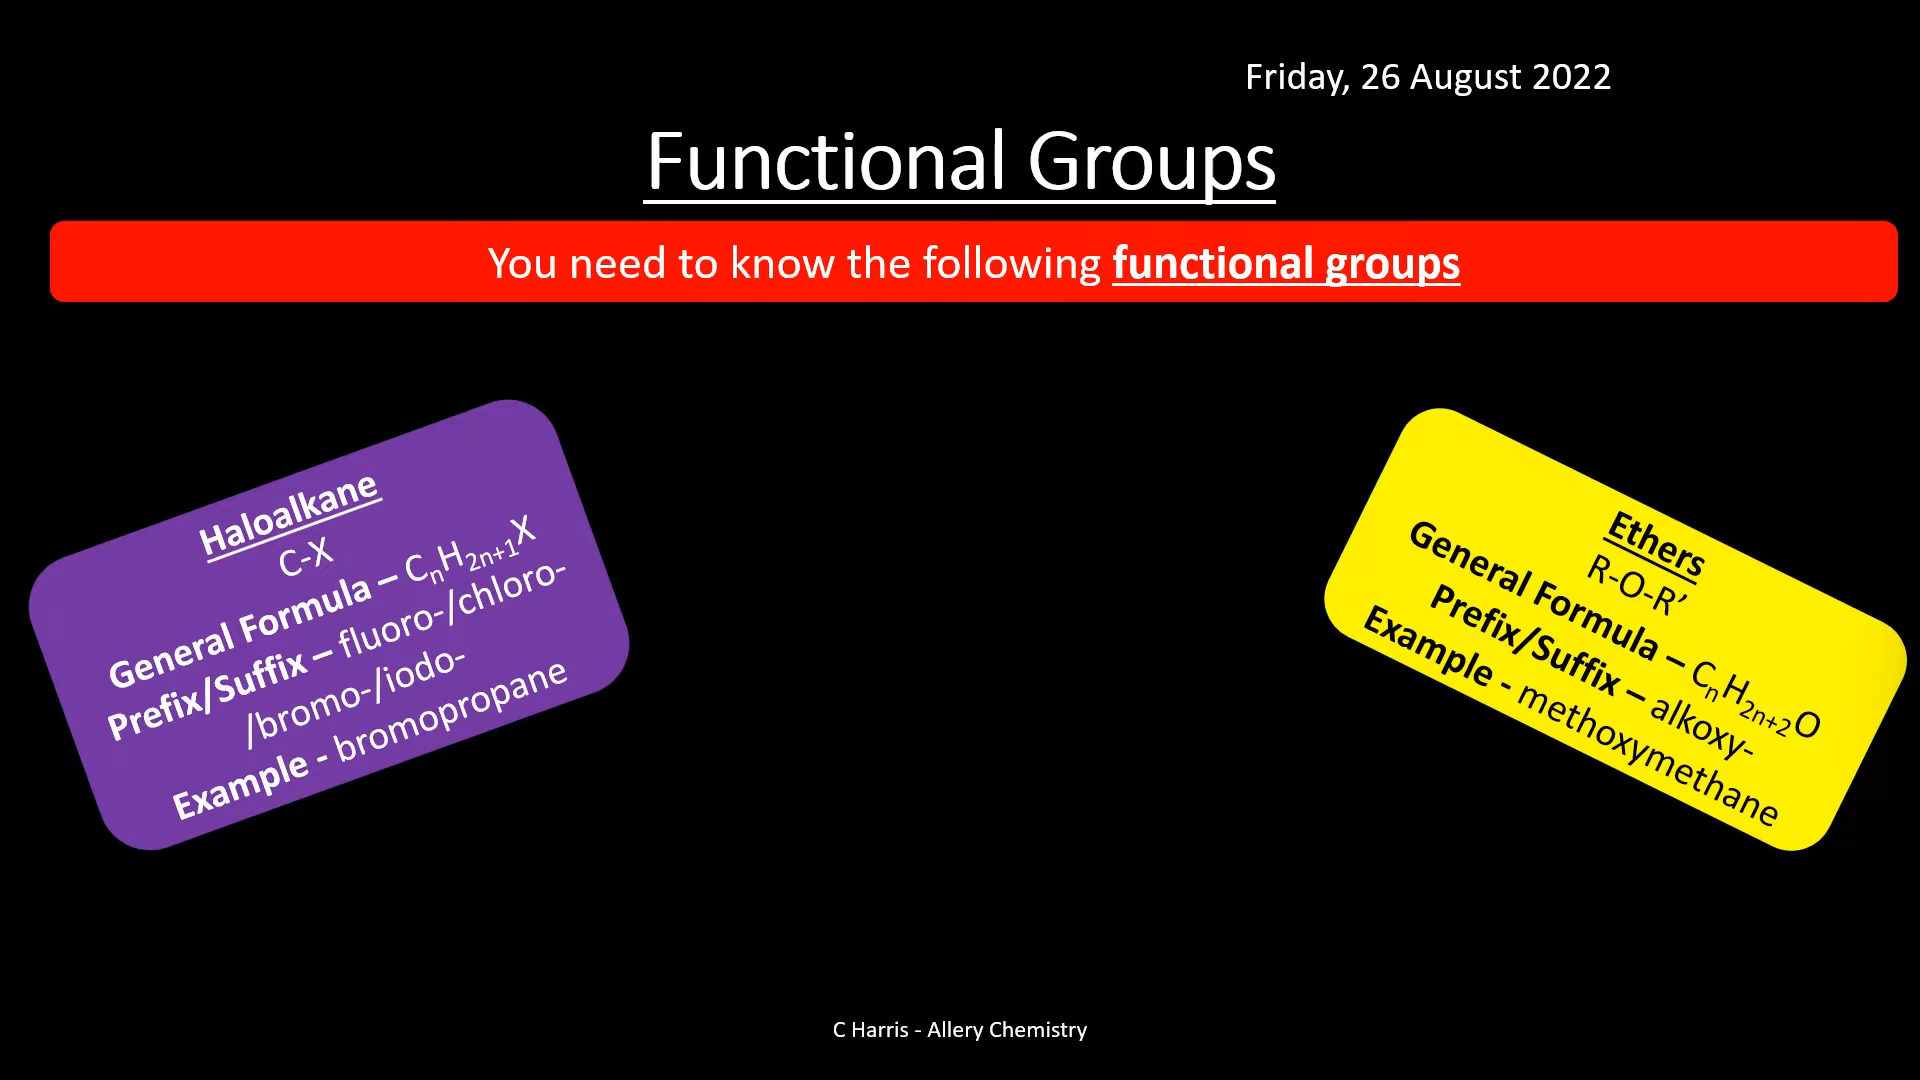 Friday, 26 August 2022
Functional Groups
You need to know the following functional groups
Haloalkane
C-X
General Formula – CₙH₂ₙ₊₁X
Prefix/Suffix – fluoro-/chloro-
/bromo-/iodo-
Example - bromopropane
Ethers
R-O-R’
General Formula – CₙH₂ₙ₊₂O
Prefix/Suffix – alkoxy-
Example - methoxymethane
C Harris - Allery Chemistry